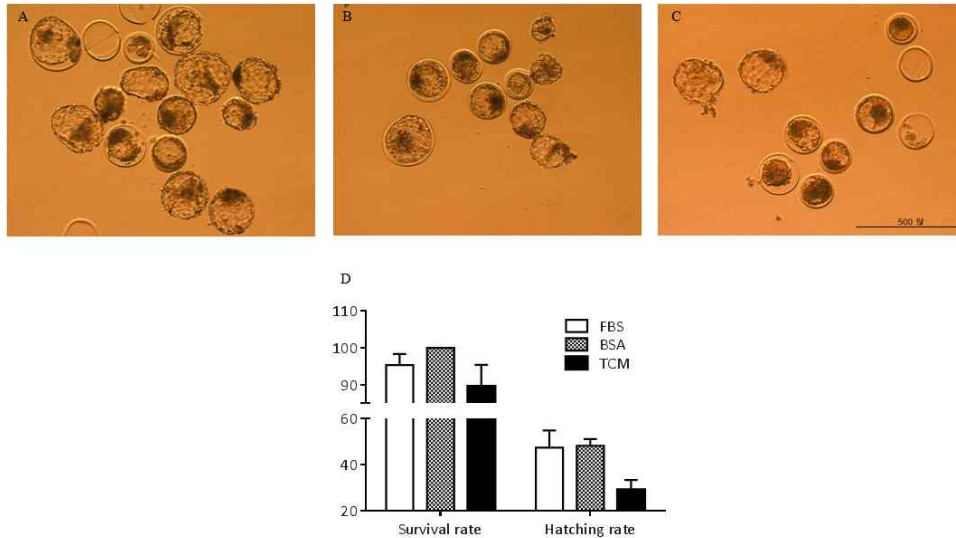 A
B
C
500
D
110
100
90
60
40
20
FBS
BSA
TCM
Survival rate
Hatching rate